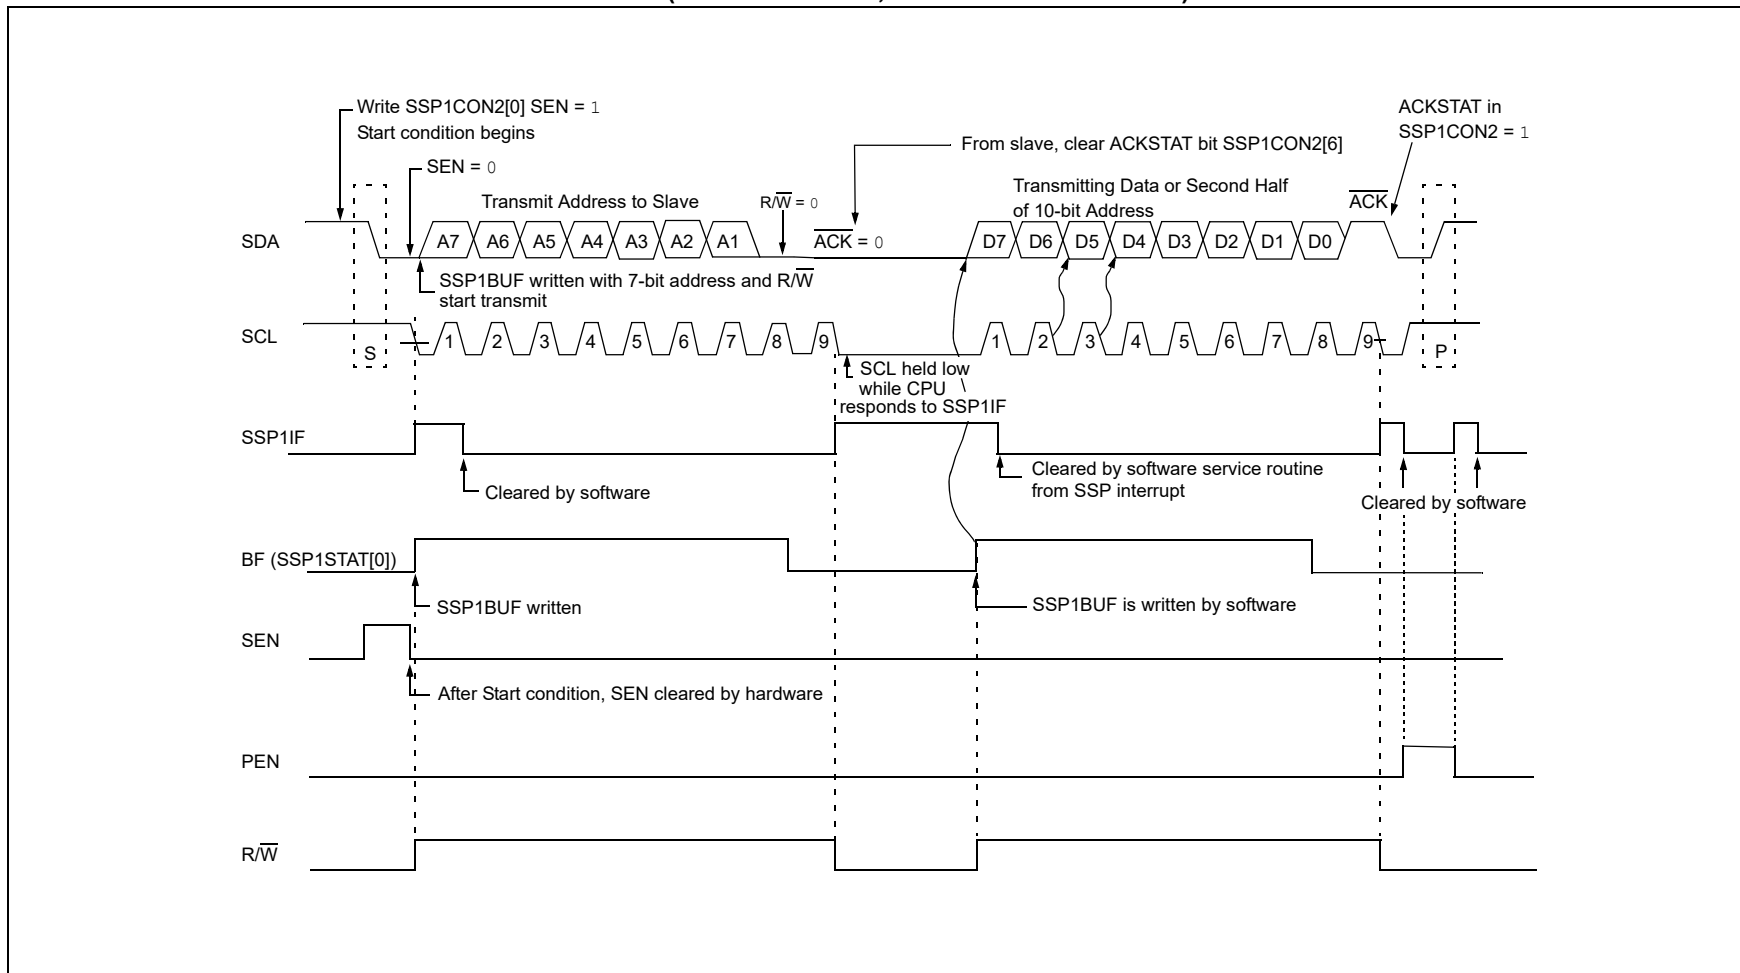 Write SSP1CON2[0] SEN = 1
Start condition begins
ACKSTAT in
SSP1CON2 = 1
From slave, clear ACKSTAT bit SSP1CON2[6]
SEN = 0
Transmitting Data or Second Half
of 10-bit Address
Transmit Address to Slave
R/W̅ = 0
A̅C̅K̅
SDA
A7 A6 A5 A4 A3 A2 A1
A̅C̅K̅ = 0
D7 D6 D5 D4 D3 D2 D1 D0
SSP1BUF written with 7-bit address and R/W̅
start transmit
SCL
S
1 2 3 4 5 6 7 8 9
1 2 3 4 5 6 7 8 9
P
SCL held low
while CPU
responds to SSP1IF
SSP1IF
Cleared by software
Cleared by software service routine
from SSP interrupt
Cleared by software
BF (SSP1STAT[0])
SSP1BUF written
SSP1BUF is written by software
SEN
After Start condition, SEN cleared by hardware
PEN
R/W̅